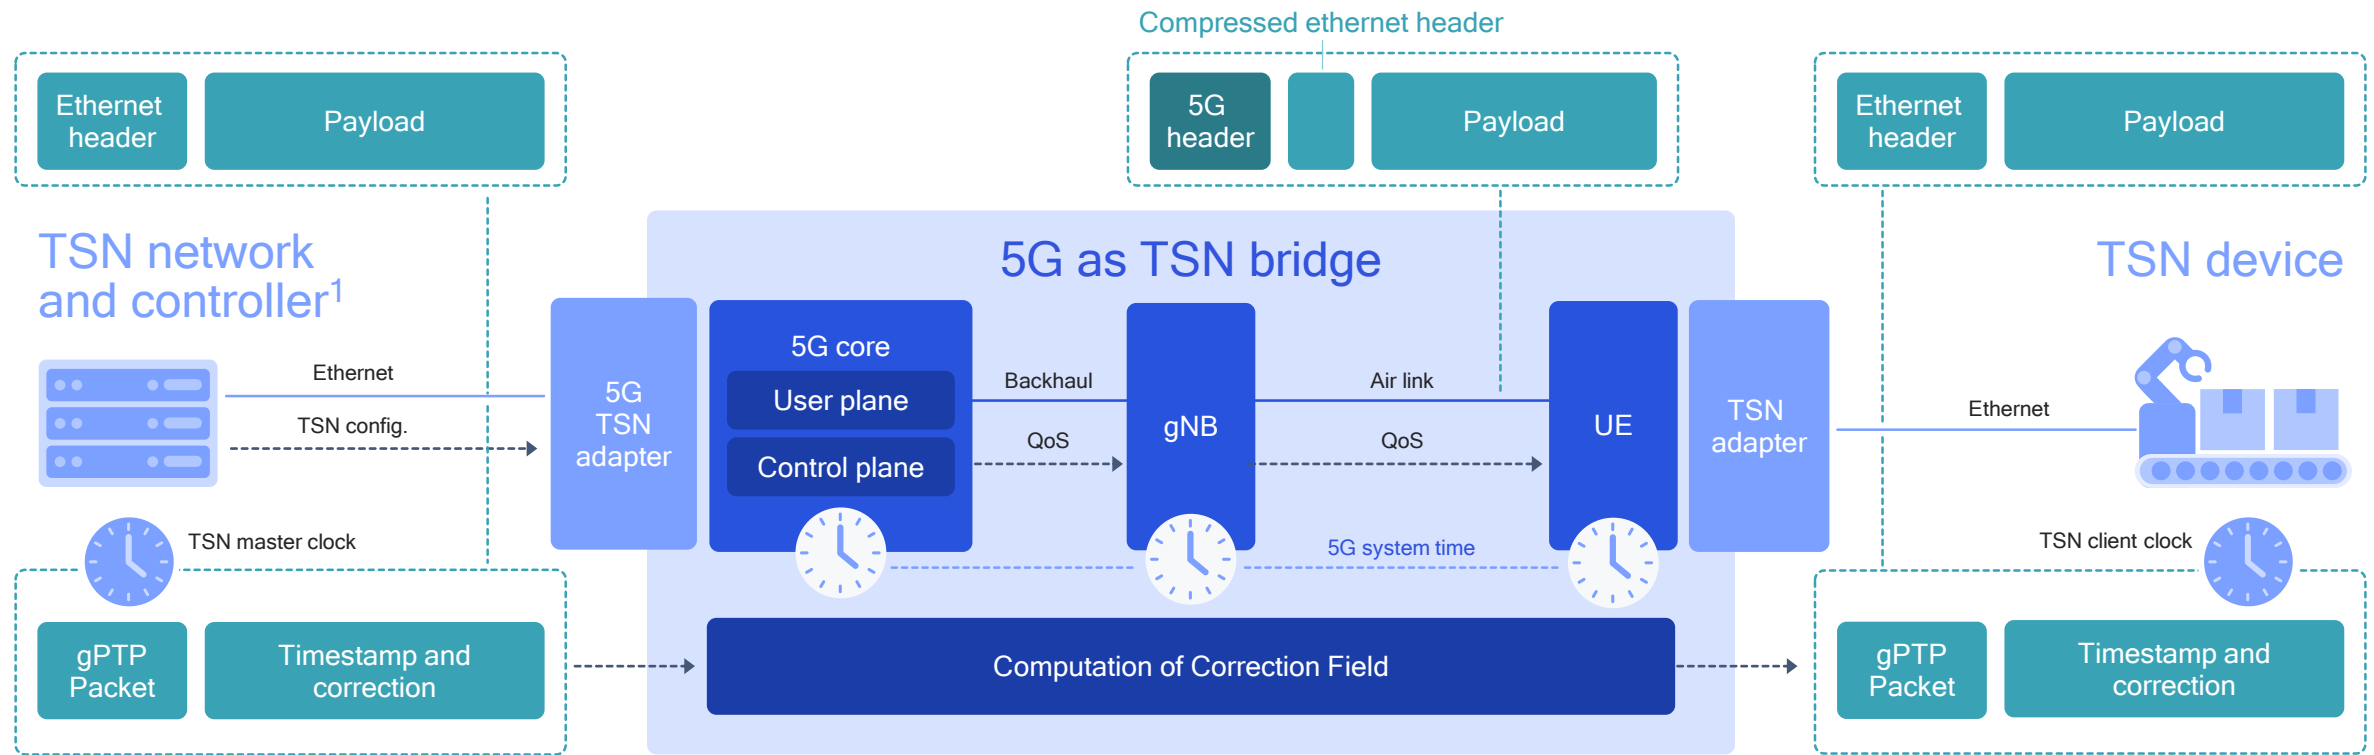 Compressed ethernet header
Ethernet
header
Payload
5G
header
Payload
Ethernet
header
Payload
TSN network
and controller1
5G as TSN bridge
TSN device
Ethernet
TSN config.
5G
TSN
adapter
5G core
User plane
Control plane
Backhaul
QoS
gNB
Air link
QoS
UE
TSN
adapter
Ethernet
TSN master clock
5G system time
TSN client clock
gPTP
Packet
Timestamp and
correction
Computation of Correction Field
gPTP
Packet
Timestamp and
correction